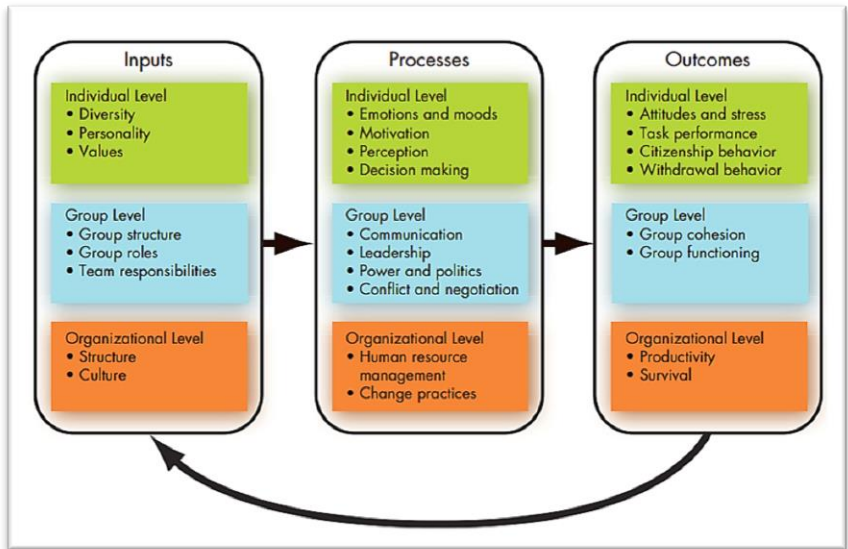 Inputs
Individual Level
• Diversity
• Personality
• Values
Group Level
• Group structure
• Group roles
• Team responsibilities
Organizational Level
• Structure
• Culture
Processes
Individual Level
• Emotions and moods
• Motivation
• Perception
• Decision making
Group Level
• Communication
• Leadership
• Power and politics
• Conflict and negotiation
Organizational Level
• Human resource
management
• Change practices
Outcomes
Individual Level
• Attitudes and stress
• Task performance
• Citizenship behavior
• Withdrawal behavior
Group Level
• Group cohesion
• Group functioning
Organizational Level
• Productivity
• Survival